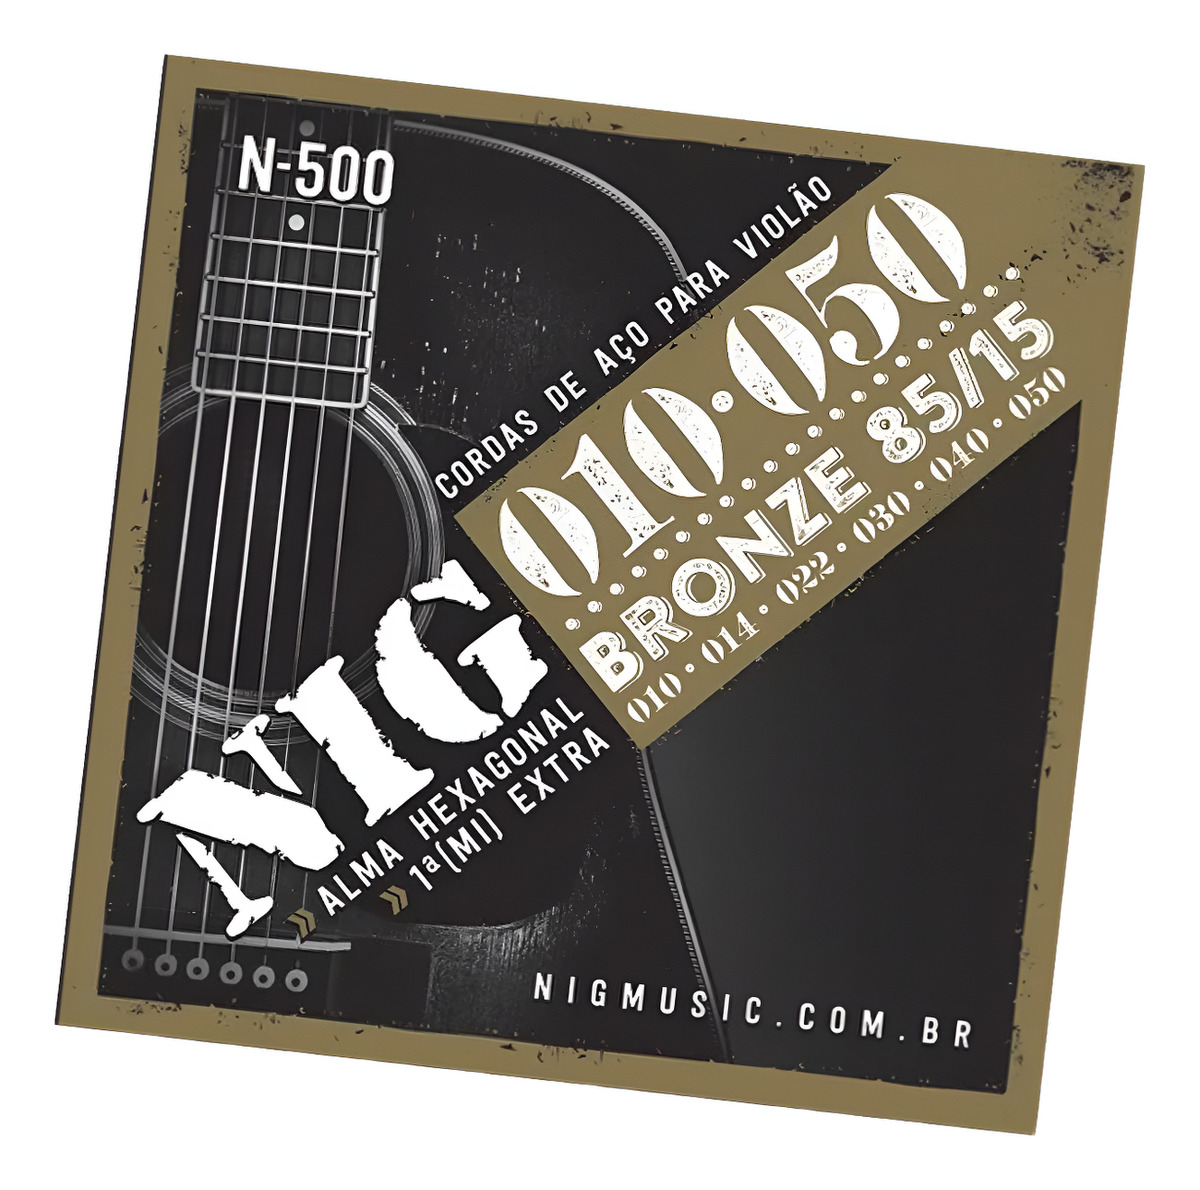 N-500
CORDAS DE AÇO PARA VIOLÃO
010·050
BRONZE 85/15
010 · 014 · 022 · 030 · 040 · 050
NIG
ALMA HEXAGONAL
1ª(MI) EXTRA
NIGMUSIC.COM.BR